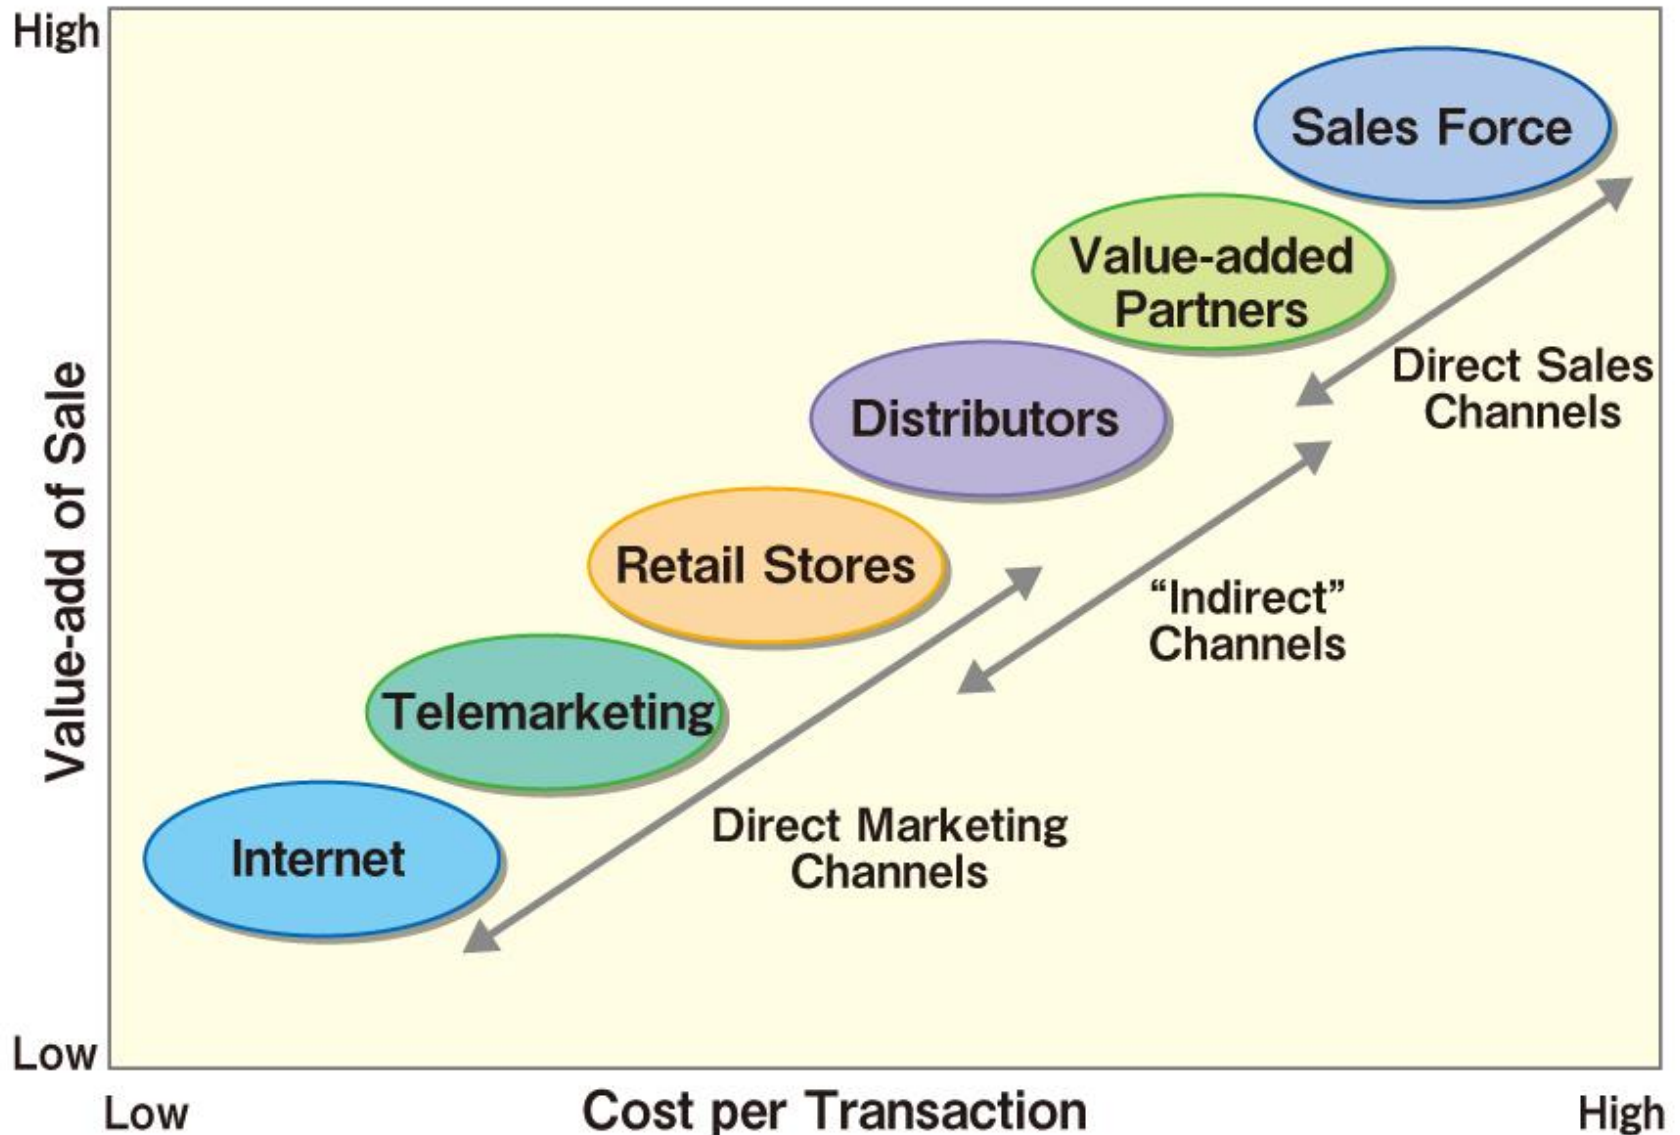 High
Sales Force
Value-added
Partners
Direct Sales
Channels
Distributors
Value-add of Sale
Retail Stores
“Indirect”
Channels
Telemarketing
Direct Marketing
Channels
Internet
Low
Low
Cost per Transaction
High